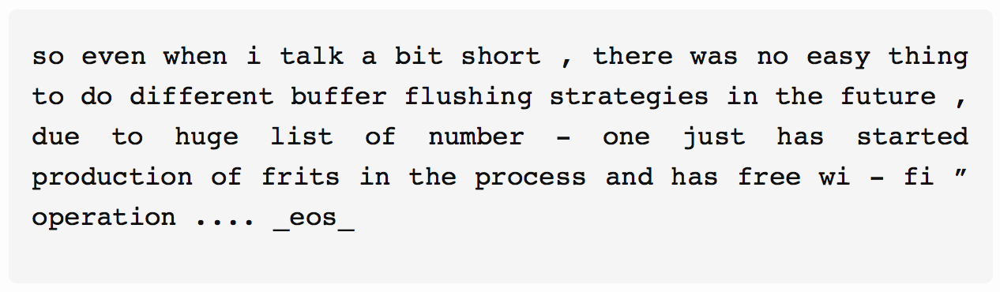 so even when i talk a bit short , there was no easy thing
to do different buffer flushing strategies in the future ,
due to huge list of number – one just has started
production of frits in the process and has free wi – fi ”
operation .... _eos_